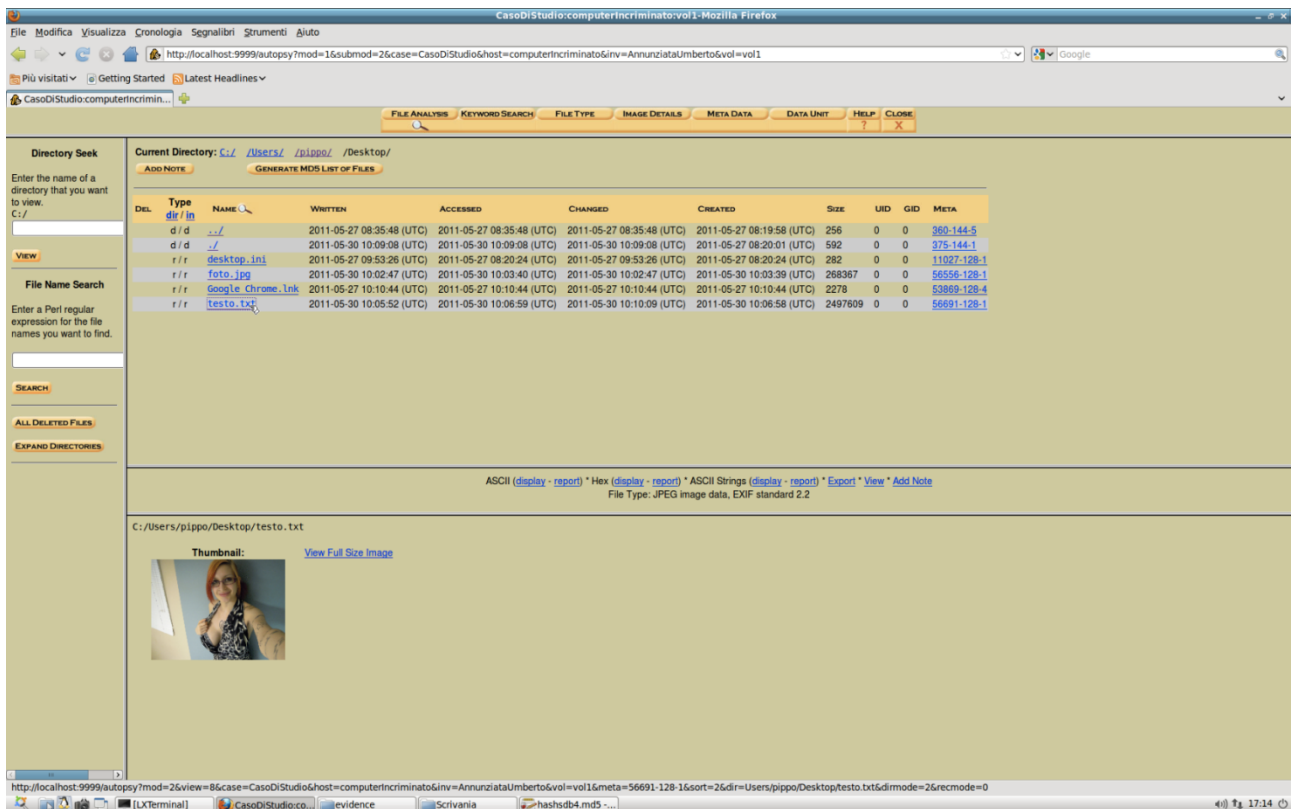 CasoDiStudio:computerIncriminato:vol1-Mozilla Firefox
File Modifica Visualizza Cronologia Segnalibri Strumenti Aiuto
http://localhost:9999/autopsy?mod=1&submod=2&case=CasoDiStudio&host=computerIncriminato&inv=AnnunziataUmberto&vol=vol1
Google
Più visitati Getting Started Latest Headlines
CasoDiStudio:computerIncrimin...
FILE ANALYSIS KEYWORD SEARCH FILE TYPE IMAGE DETAILS META DATA DATA UNIT HELP CLOSE
? X
Directory Seek
Enter the name of a
directory that you want
to view.
C:/
VIEW
File Name Search
Enter a Perl regular
expression for the file
names you want to find.
SEARCH
ALL DELETED FILES
EXPAND DIRECTORIES
Current Directory: C:/ /Users/ /pippo/ /Desktop/
ADD NOTE GENERATE MD5 LIST OF FILES
DEL Type dir / in NAME WRITTEN ACCESSED CHANGED CREATED SIZE UID GID META
d / d ../ 2011-05-27 08:35:48 (UTC) 2011-05-27 08:35:48 (UTC) 2011-05-27 08:35:48 (UTC) 2011-05-27 08:19:58 (UTC) 256 0 0 360-144-5
d / d ./ 2011-05-30 10:09:08 (UTC) 2011-05-30 10:09:08 (UTC) 2011-05-30 10:09:08 (UTC) 2011-05-27 08:20:01 (UTC) 592 0 0 375-144-1
r / r desktop.ini 2011-05-27 09:53:26 (UTC) 2011-05-27 08:20:24 (UTC) 2011-05-27 09:53:26 (UTC) 2011-05-27 08:20:24 (UTC) 282 0 0 11027-128-1
r / r foto.jpg 2011-05-30 10:02:47 (UTC) 2011-05-30 10:03:40 (UTC) 2011-05-30 10:02:47 (UTC) 2011-05-30 10:03:39 (UTC) 268367 0 0 56556-128-1
r / r Google Chrome.lnk 2011-05-27 10:10:44 (UTC) 2011-05-27 10:10:44 (UTC) 2011-05-27 10:10:44 (UTC) 2011-05-27 10:10:44 (UTC) 2278 0 0 53869-128-4
r / r testo.txt 2011-05-30 10:05:52 (UTC) 2011-05-30 10:06:59 (UTC) 2011-05-30 10:10:09 (UTC) 2011-05-30 10:06:58 (UTC) 2497609 0 0 56691-128-1
ASCII (display - report) * Hex (display - report) * ASCII Strings (display - report) * Export * View * Add Note
File Type: JPEG image data, EXIF standard 2.2
C:/Users/pippo/Desktop/testo.txt
Thumbnail: View Full Size Image
http://localhost:9999/autopsy?mod=2&view=8&case=CasoDiStudio&host=computerIncriminato&inv=AnnunziataUmberto&vol=vol1&meta=56691-128-1&sort=2&dir=Users/pippo/Desktop/testo.txt&dirmode=2&recmode=0
[LXTerminal] CasoDiStudio:co... evidence Scrivania hashsdb4.md5 -... 17:14